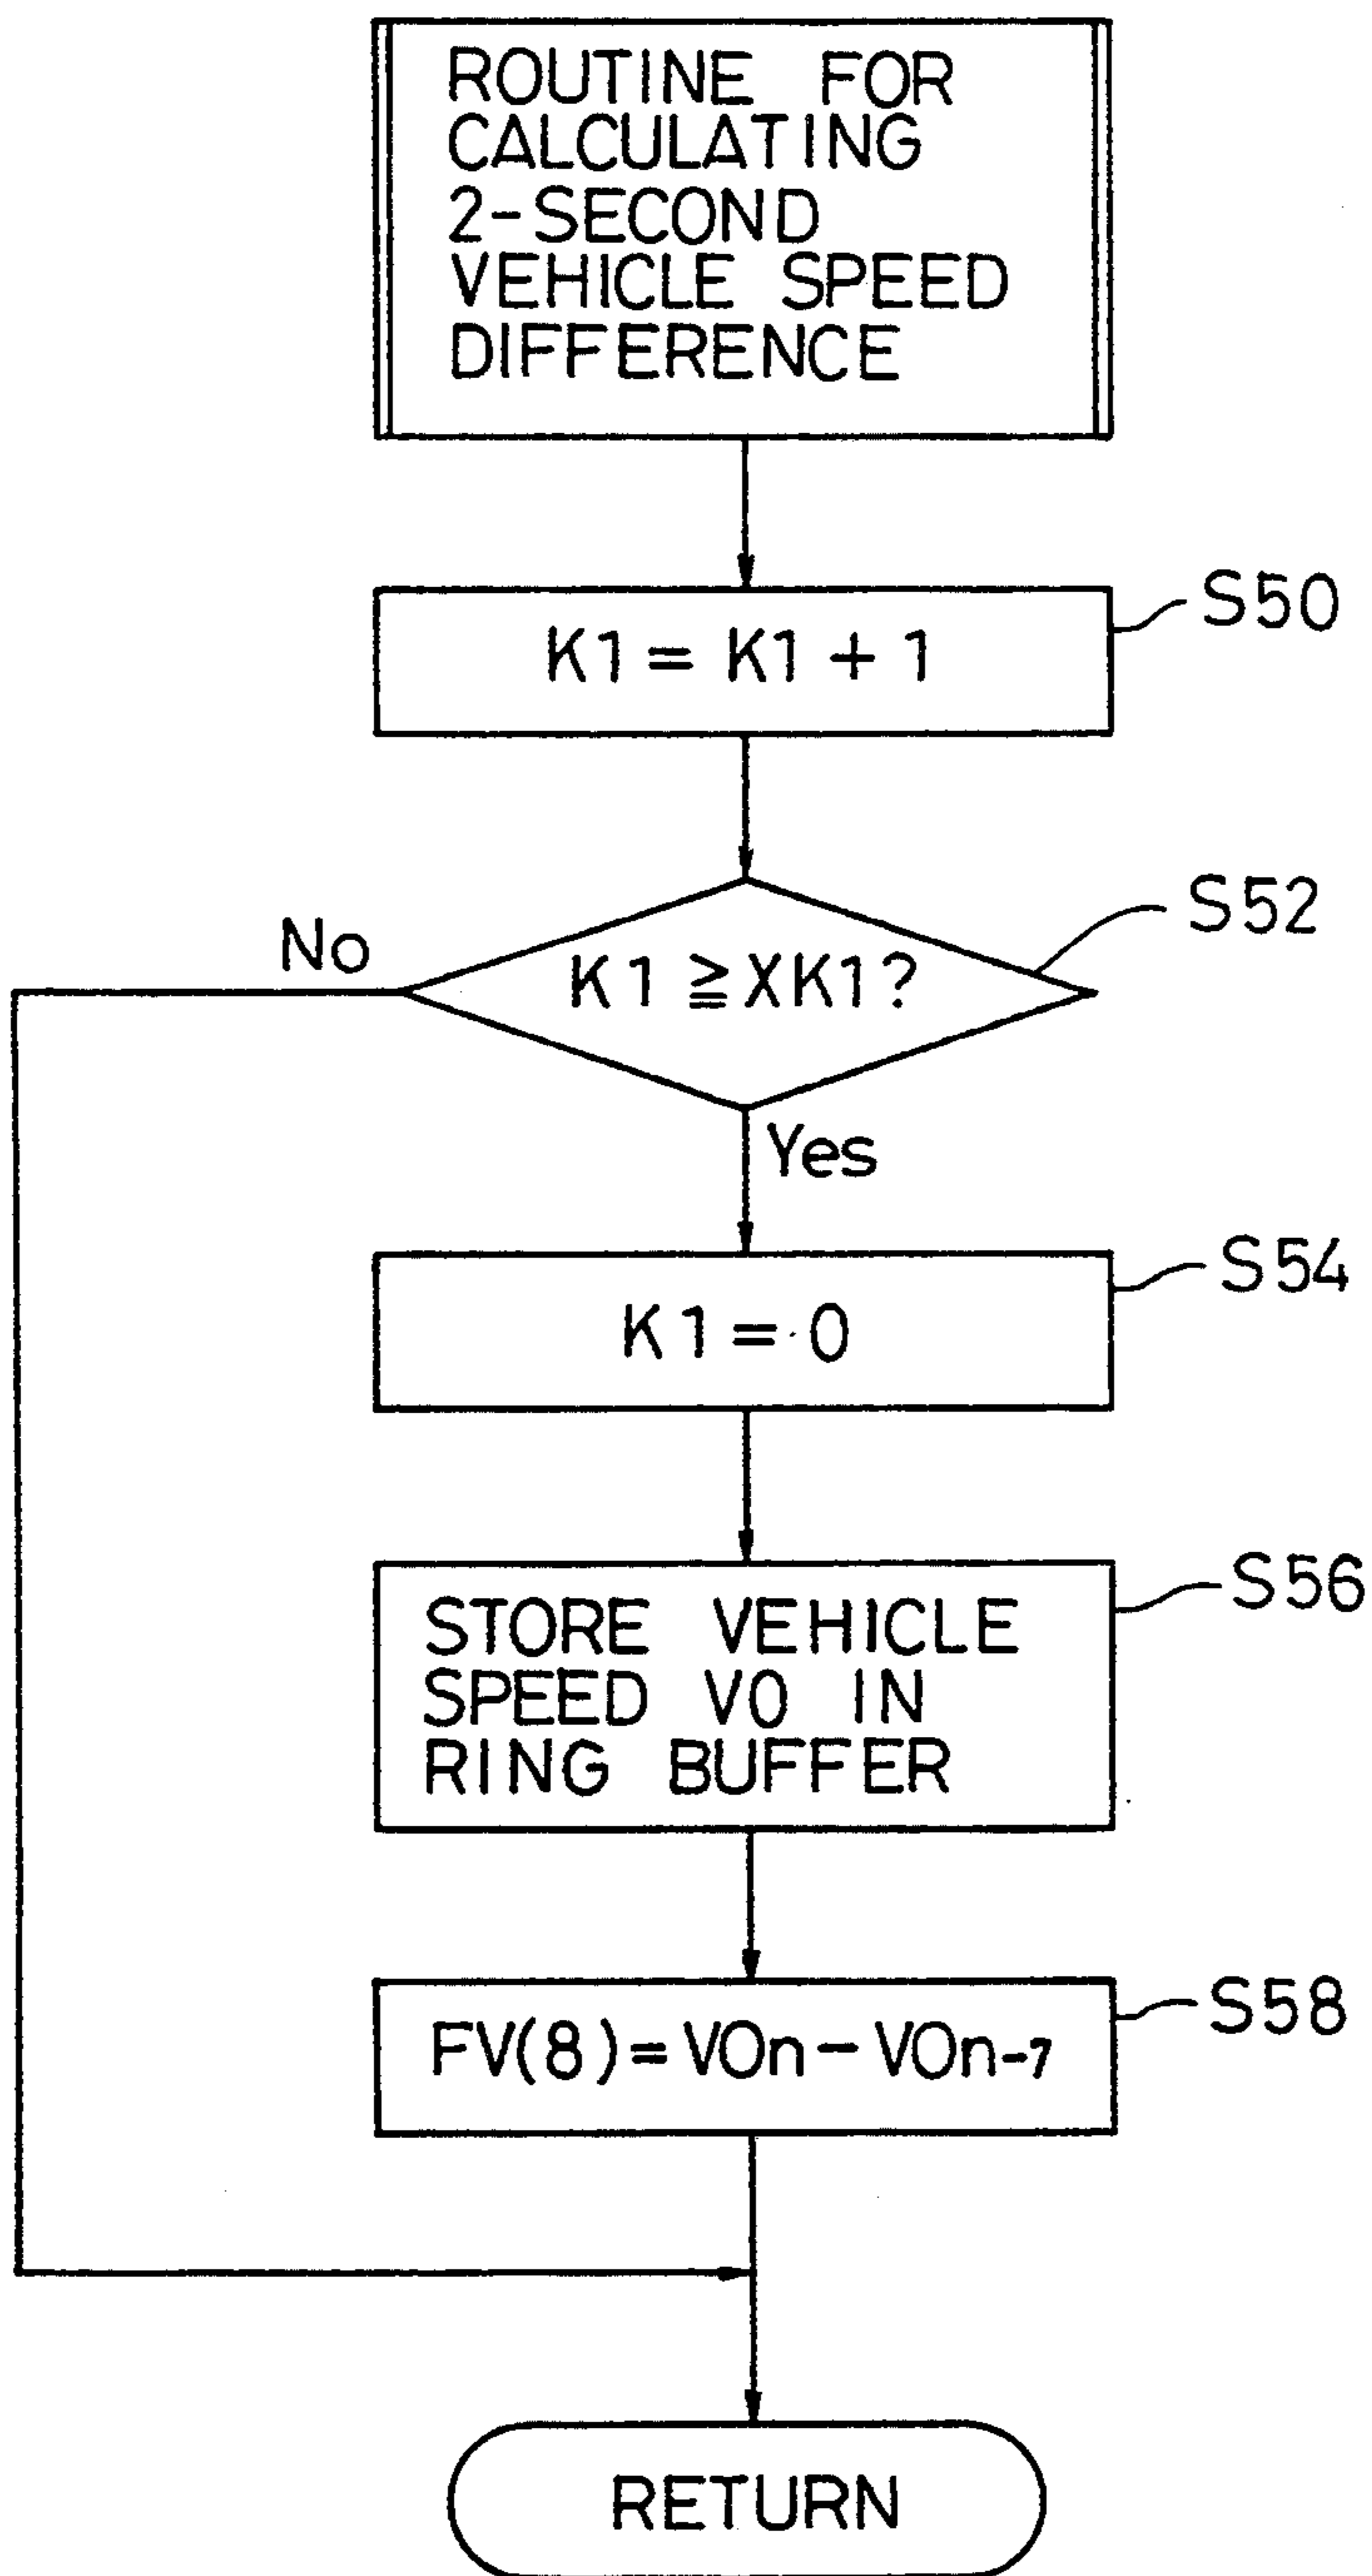 ROUTINE FOR
CALCULATING
2-SECOND
VEHICLE SPEED
DIFFERENCE
S50
K1 = K1 + 1
S52
No
K1 ≧ XK1?
Yes
S54
K1 = 0
S56
STORE VEHICLE
SPEED V0 IN
RING BUFFER
S58
FV(8) = V0n - V0n-7
RETURN